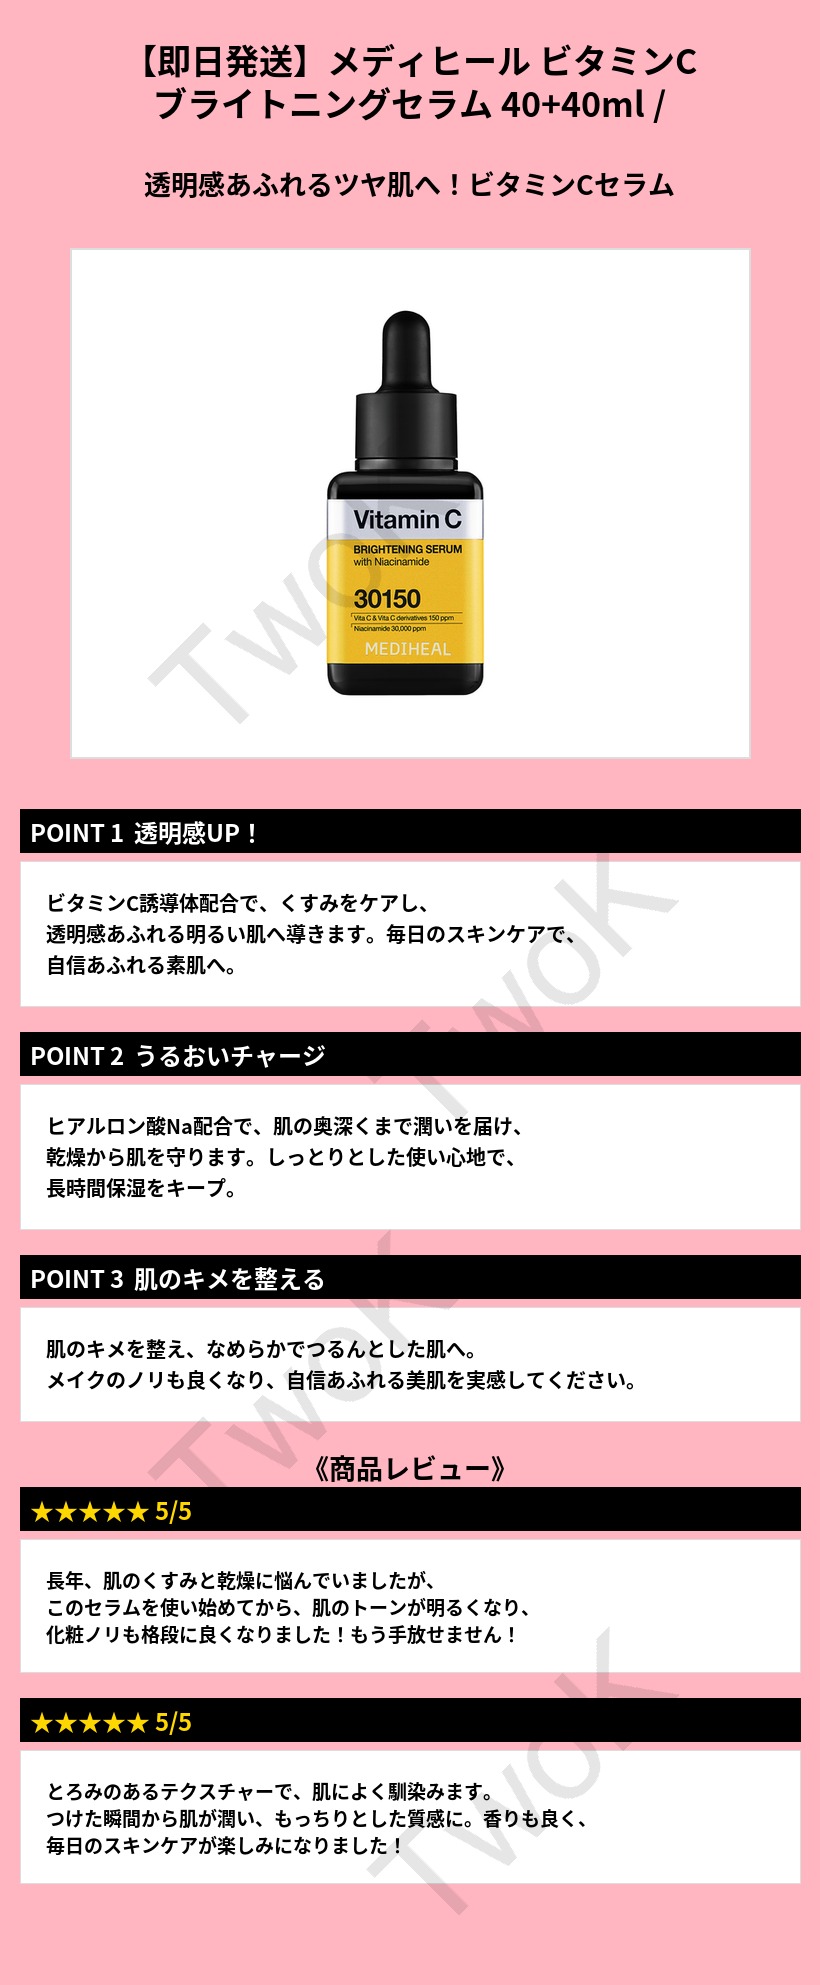 【即日発送】メディヒール ビタミンC
ブライトニングセラム 40+40ml /
透明感あふれるツヤ肌へ！ビタミンCセラム
Vitamin C
BRIGHTENING SERUM
with Niacinamide
30150
Vita C & Vita C derivatives 150 ppm
Niacinamide 30,000 ppm
MEDIHEAL
TwoK
POINT 1 透明感UP！
ビタミンC誘導体配合で、くすみをケアし、
透明感あふれる明るい肌へ導きます。毎日のスキンケアで、
自信あふれる素肌へ。
TwoK
POINT 2 うるおいチャージ
ヒアルロン酸Na配合で、肌の奥深くまで潤いを届け、
乾燥から肌を守ります。しっとりとした使い心地で、
長時間保湿をキープ。
POINT 3 肌のキメを整える
肌のキメを整え、なめらかでつるんとした肌へ。
メイクのノリも良くなり、自信あふれる美肌を実感してください。
TwoK
《商品レビュー》
★★★★★ 5/5
長年、肌のくすみと乾燥に悩んでいましたが、
このセラムを使い始めてから、肌のトーンが明るくなり、
化粧ノリも格段に良くなりました！もう手放せません！
★★★★★ 5/5
とろみのあるテクスチャーで、肌によく馴染みます。
つけた瞬間から肌が潤い、もっちりとした質感に。香りも良く、
毎日のスキンケアが楽しみになりました！
TwoK